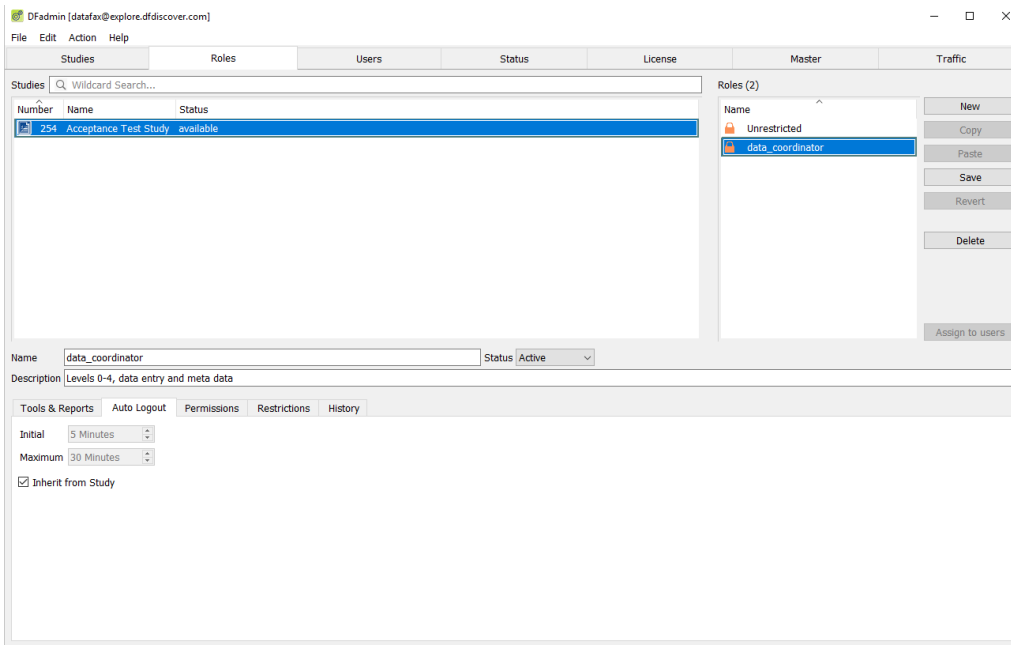 DFadmin [datafax@explore.dfdiscover.com]
File Edit Action Help
Studies Roles Users Status License Master Traffic
Studies Wildcard Search... Roles (2)
Number Name Status Name New
254 Acceptance Test Study available Unrestricted Copy
data_coordinator Paste
Save
Revert
Delete
Assign to users
Name data_coordinator Status Active
Description Levels 0-4, data entry and meta data
Tools & Reports Auto Logout Permissions Restrictions History
Initial 5 Minutes
Maximum 30 Minutes
Inherit from Study